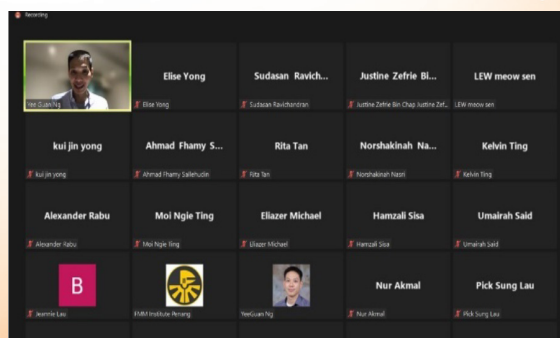 Recording
Yee Guan Ng
Elise Yong
Elise Yong
Sudasan Ravich...
Sudasan Ravichandran
Justine Zefrie Bi...
Justine Zefrie Bin Chap Justine Zef...
LEW meow sen
LEW meow sen
kui jin yong
kui jin yong
Ahmad Fhamy S...
Ahmad Fhamy Sallehudin
Rita Tan
Rita Tan
Norshakinah Na...
Norshakinah Nasri
Kelvin Ting
Kelvin Ting
Alexander Rabu
Alexander Rabu
Moi Ngie Ting
Moi Ngie Ting
Eliazer Michael
Eliazer Michael
Hamzali Sisa
Hamzali Sisa
Umairah Said
Umairah Said
B
Jeannie Lau
FMM Institute Penang
YeeGuan Ng
Nur Akmal
Nur Akmal
Pick Sung Lau
Pick Sung Lau